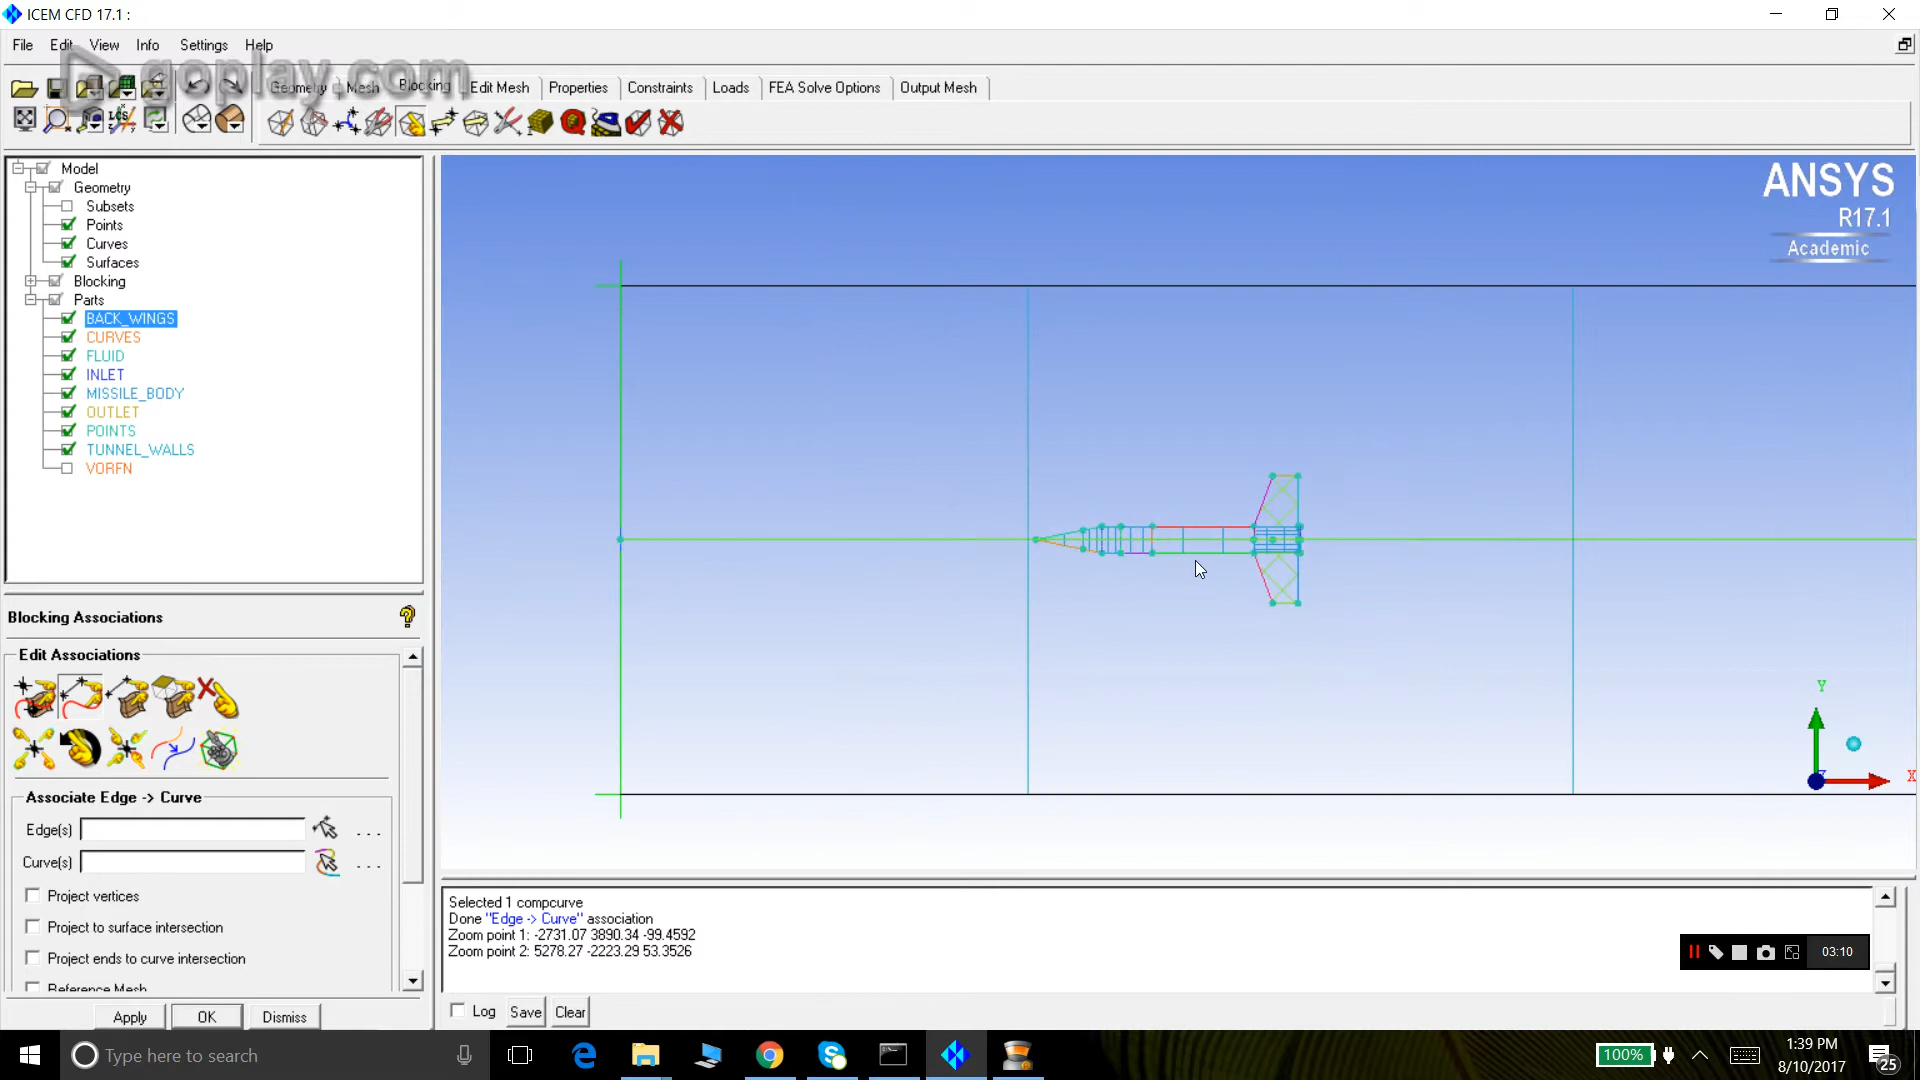 ICEM CFD 17.1 :
File Edit View Info Settings Help
goplay.com
Geometry Mesh Blocking Edit Mesh Properties Constraints Loads FEA Solve Options Output Mesh
LCS
Model
Geometry
Subsets
Points
Curves
Surfaces
Blocking
Parts
BACK_WINGS
CURVES
FLUID
INLET
MISSILE_BODY
OUTLET
POINTS
TUNNEL_WALLS
VORFN
ANSYS
R17.1
Academic
Y
X
Blocking Associations
Edit Associations
Associate Edge -> Curve
Edge(s) ...
Curve(s) ...
Project vertices
Project to surface intersection
Project ends to curve intersection
Reference Mesh
Apply OK Dismiss
Selected 1 compcurve
Done "Edge -> Curve" association
Zoom point 1: -2731.07 3890.34 -99.4592
Zoom point 2: 5278.27 -2223.29 53.3526
Log Save Clear
03:10
Type here to search
100%
1:39 PM
8/10/2017
25